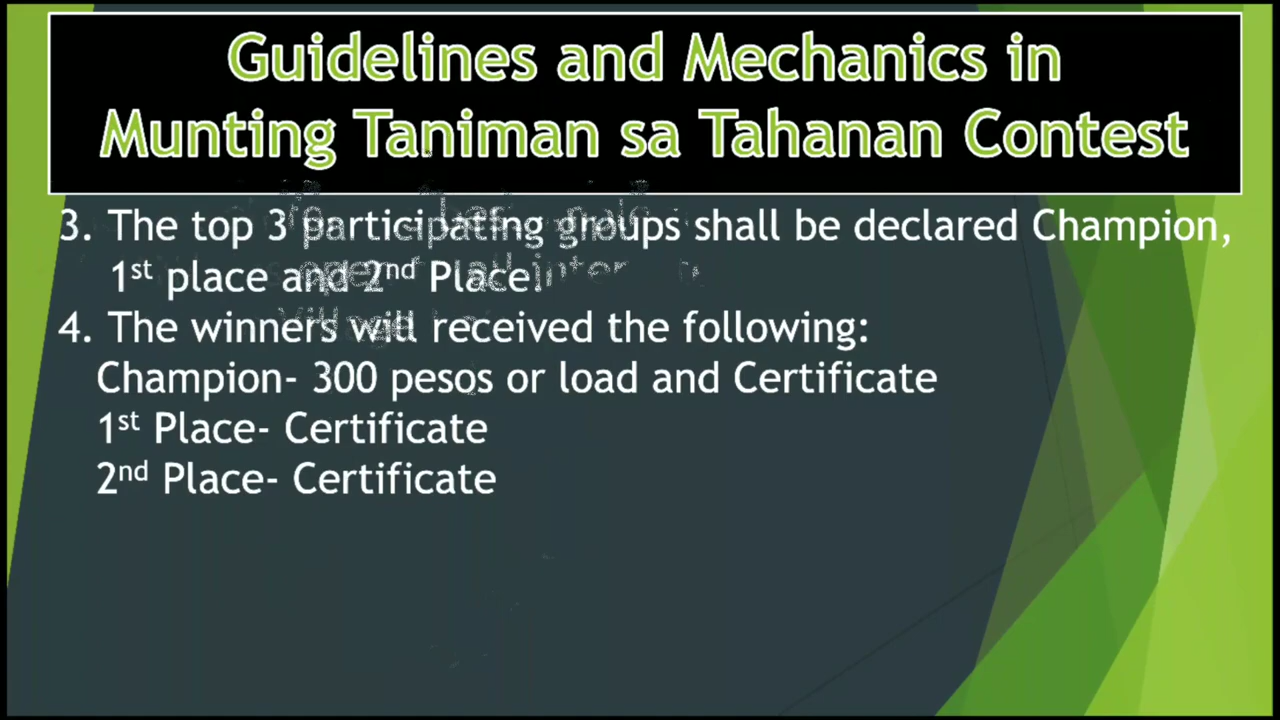 Guidelines and Mechanics in
Munting Taniman sa Tahanan Contest
3. The top 3 participating groups shall be declared Champion,
1st place and 2nd Place.
4. The winners will received the following:
Champion- 300 pesos or load and Certificate
1st Place- Certificate
2nd Place- Certificate